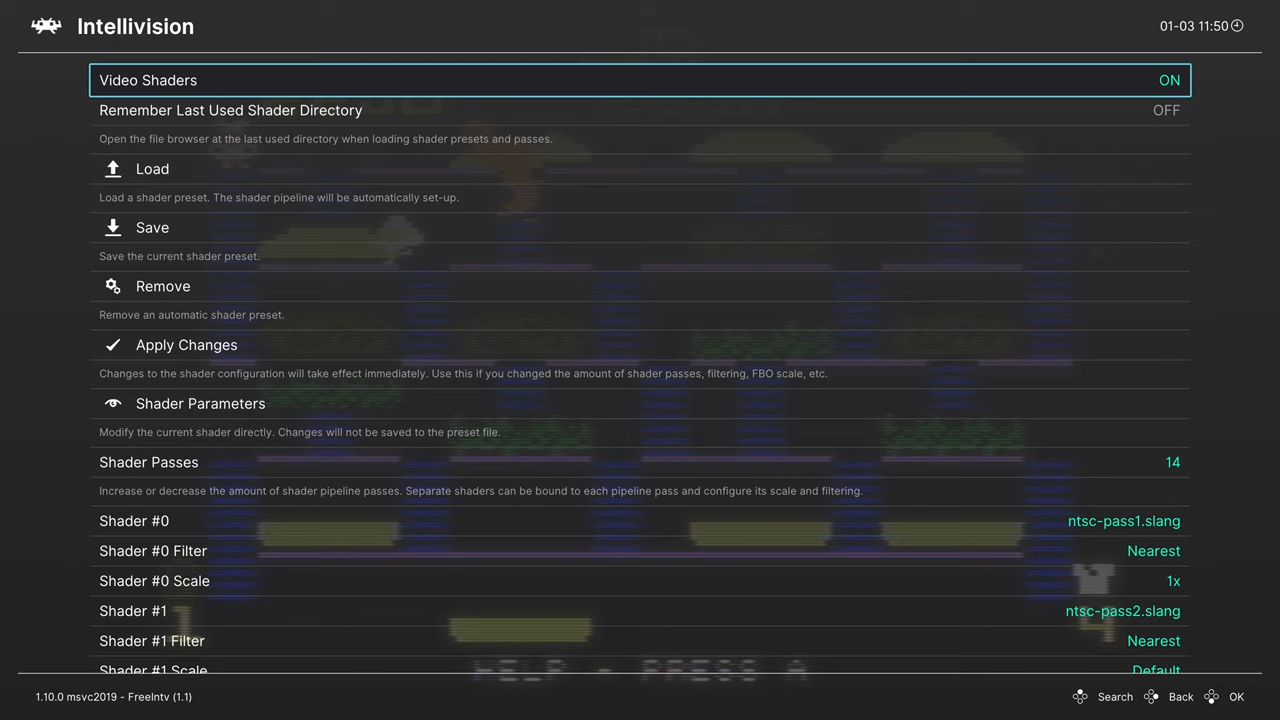 Intellivision
01-03 11:50
Video Shaders ON
Remember Last Used Shader Directory OFF
Open the file browser at the last used directory when loading shader presets and passes.
Load
Load a shader preset. The shader pipeline will be automatically set-up.
Save
Save the current shader preset.
Remove
Remove an automatic shader preset.
Apply Changes
Changes to the shader configuration will take effect immediately. Use this if you changed the amount of shader passes, filtering, FBO scale, etc.
Shader Parameters
Modify the current shader directly. Changes will not be saved to the preset file.
Shader Passes 14
Increase or decrease the amount of shader pipeline passes. Separate shaders can be bound to each pipeline pass and configure its scale and filtering.
Shader #0 ntsc-pass1.slang
Shader #0 Filter Nearest
Shader #0 Scale 1x
Shader #1 ntsc-pass2.slang
Shader #1 Filter Nearest
Shader #1 Scale Default
1 4
HELP - PRESS A
1.10.0 msvc2019 - FreeIntv (1.1) Search Back OK